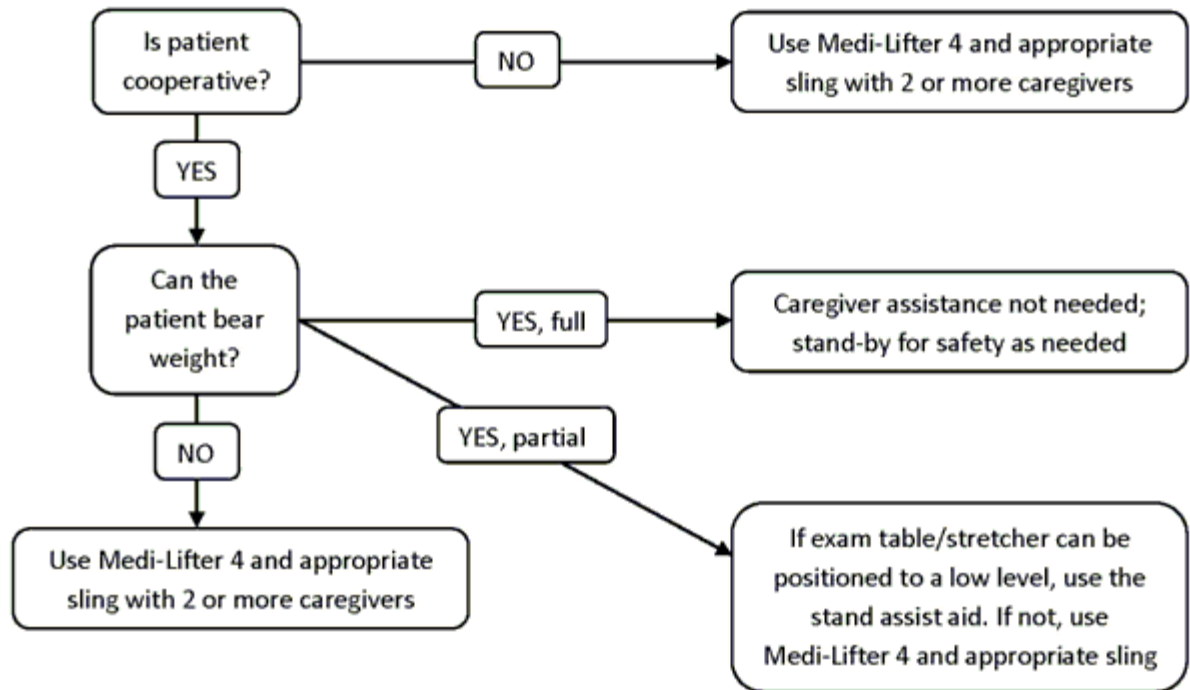 Is patient
cooperative?
NO
Use Medi-Lifter 4 and appropriate
sling with 2 or more caregivers
YES
Can the
patient bear
weight?
YES, full
Caregiver assistance not needed;
stand-by for safety as needed
YES, partial
If exam table/stretcher can be
positioned to a low level, use the
stand assist aid. If not, use
Medi-Lifter 4 and appropriate sling
NO
Use Medi-Lifter 4 and appropriate
sling with 2 or more caregivers